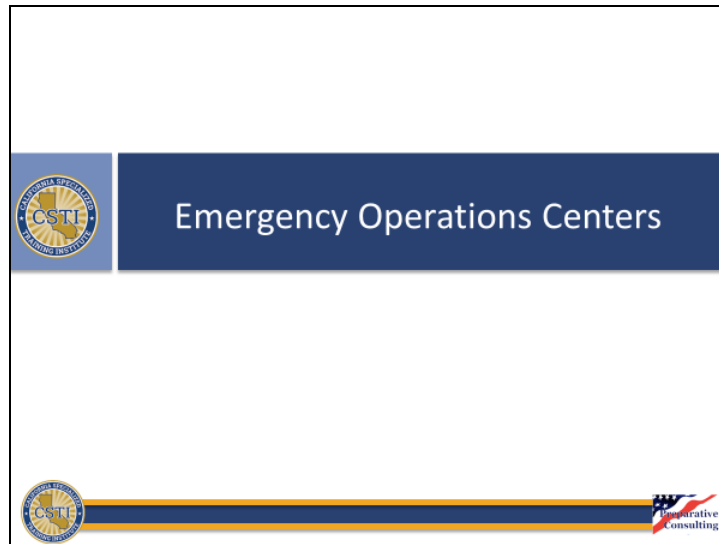 CALIFORNIA SPECIALIZED
CSTI
TRAINING INSTITUTE
Emergency Operations Centers
CALIFORNIA SPECIALIZED
CSTI
TRAINING INSTITUTE
Preparative
Consulting